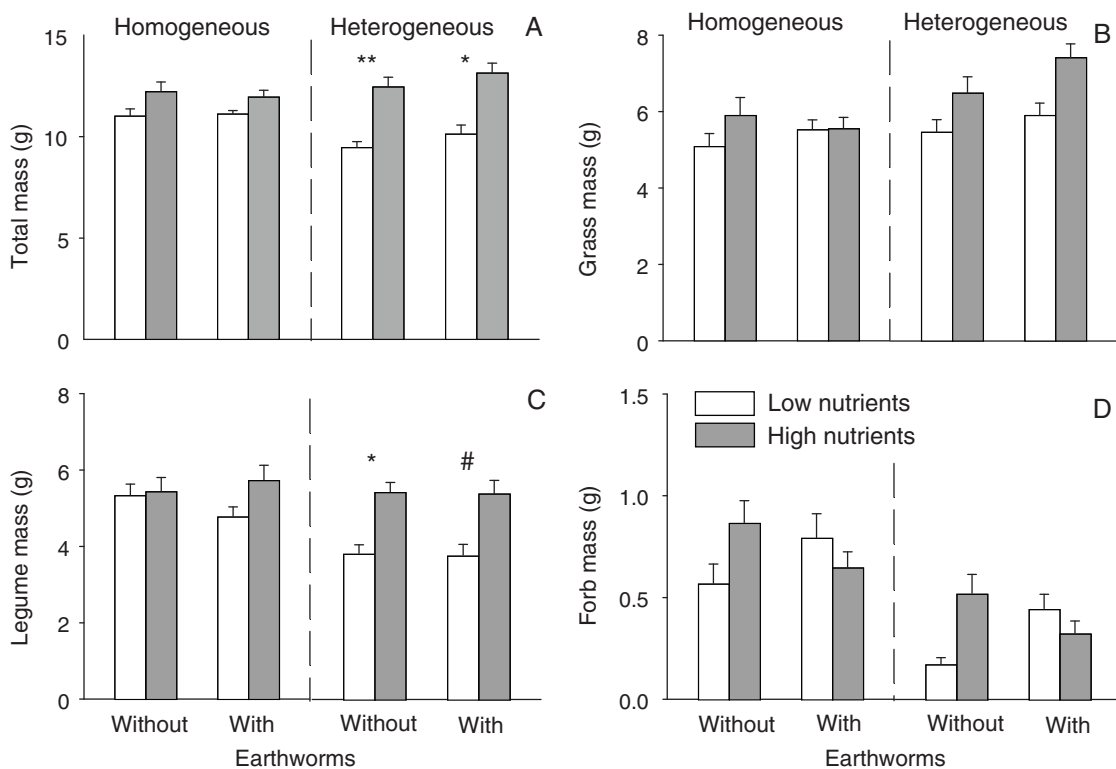 Homogeneous Heterogeneous A
** *
15
10
5
0
Total mass (g)
Homogeneous Heterogeneous B
8
6
4
2
0
Grass mass (g)
C
* #
8
6
4
2
0
Legume mass (g)
Without With Without With
Earthworms
D
Low nutrients
High nutrients
1.5
1.0
0.5
0.0
Forb mass (g)
Without With Without With
Earthworms